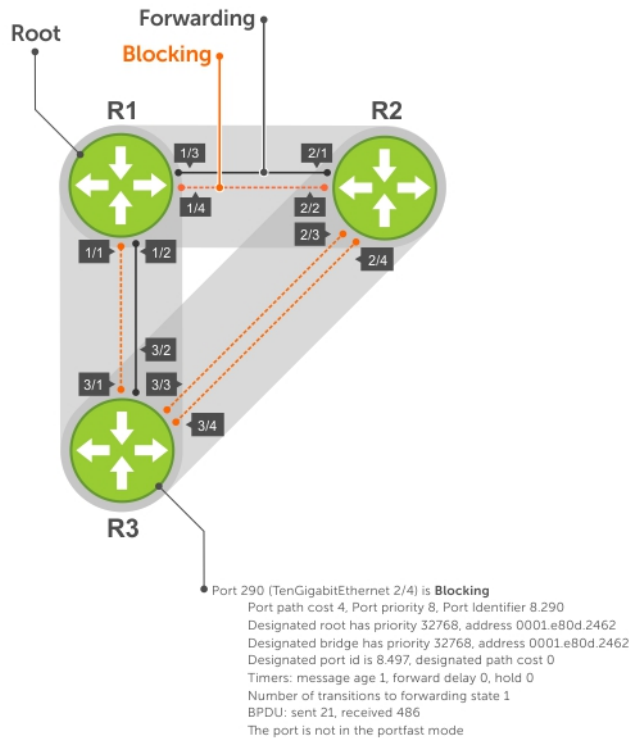 Forwarding
Root
Blocking
R1
R2
1/3
2/1
1/4
2/2
2/3
1/1
1/2
2/4
3/2
3/1
3/3
3/4
R3
Port 290 (TenGigabitEthernet 2/4) is Blocking
Port path cost 4, Port priority 8, Port Identifier 8.290
Designated root has priority 32768, address 0001.e80d.2462
Designated bridge has priority 32768, address 0001.e80d.2462
Designated port id is 8.497, designated path cost 0
Timers: message age 1, forward delay 0, hold 0
Number of transitions to forwarding state 1
BPDU: sent 21, received 486
The port is not in the portfast mode